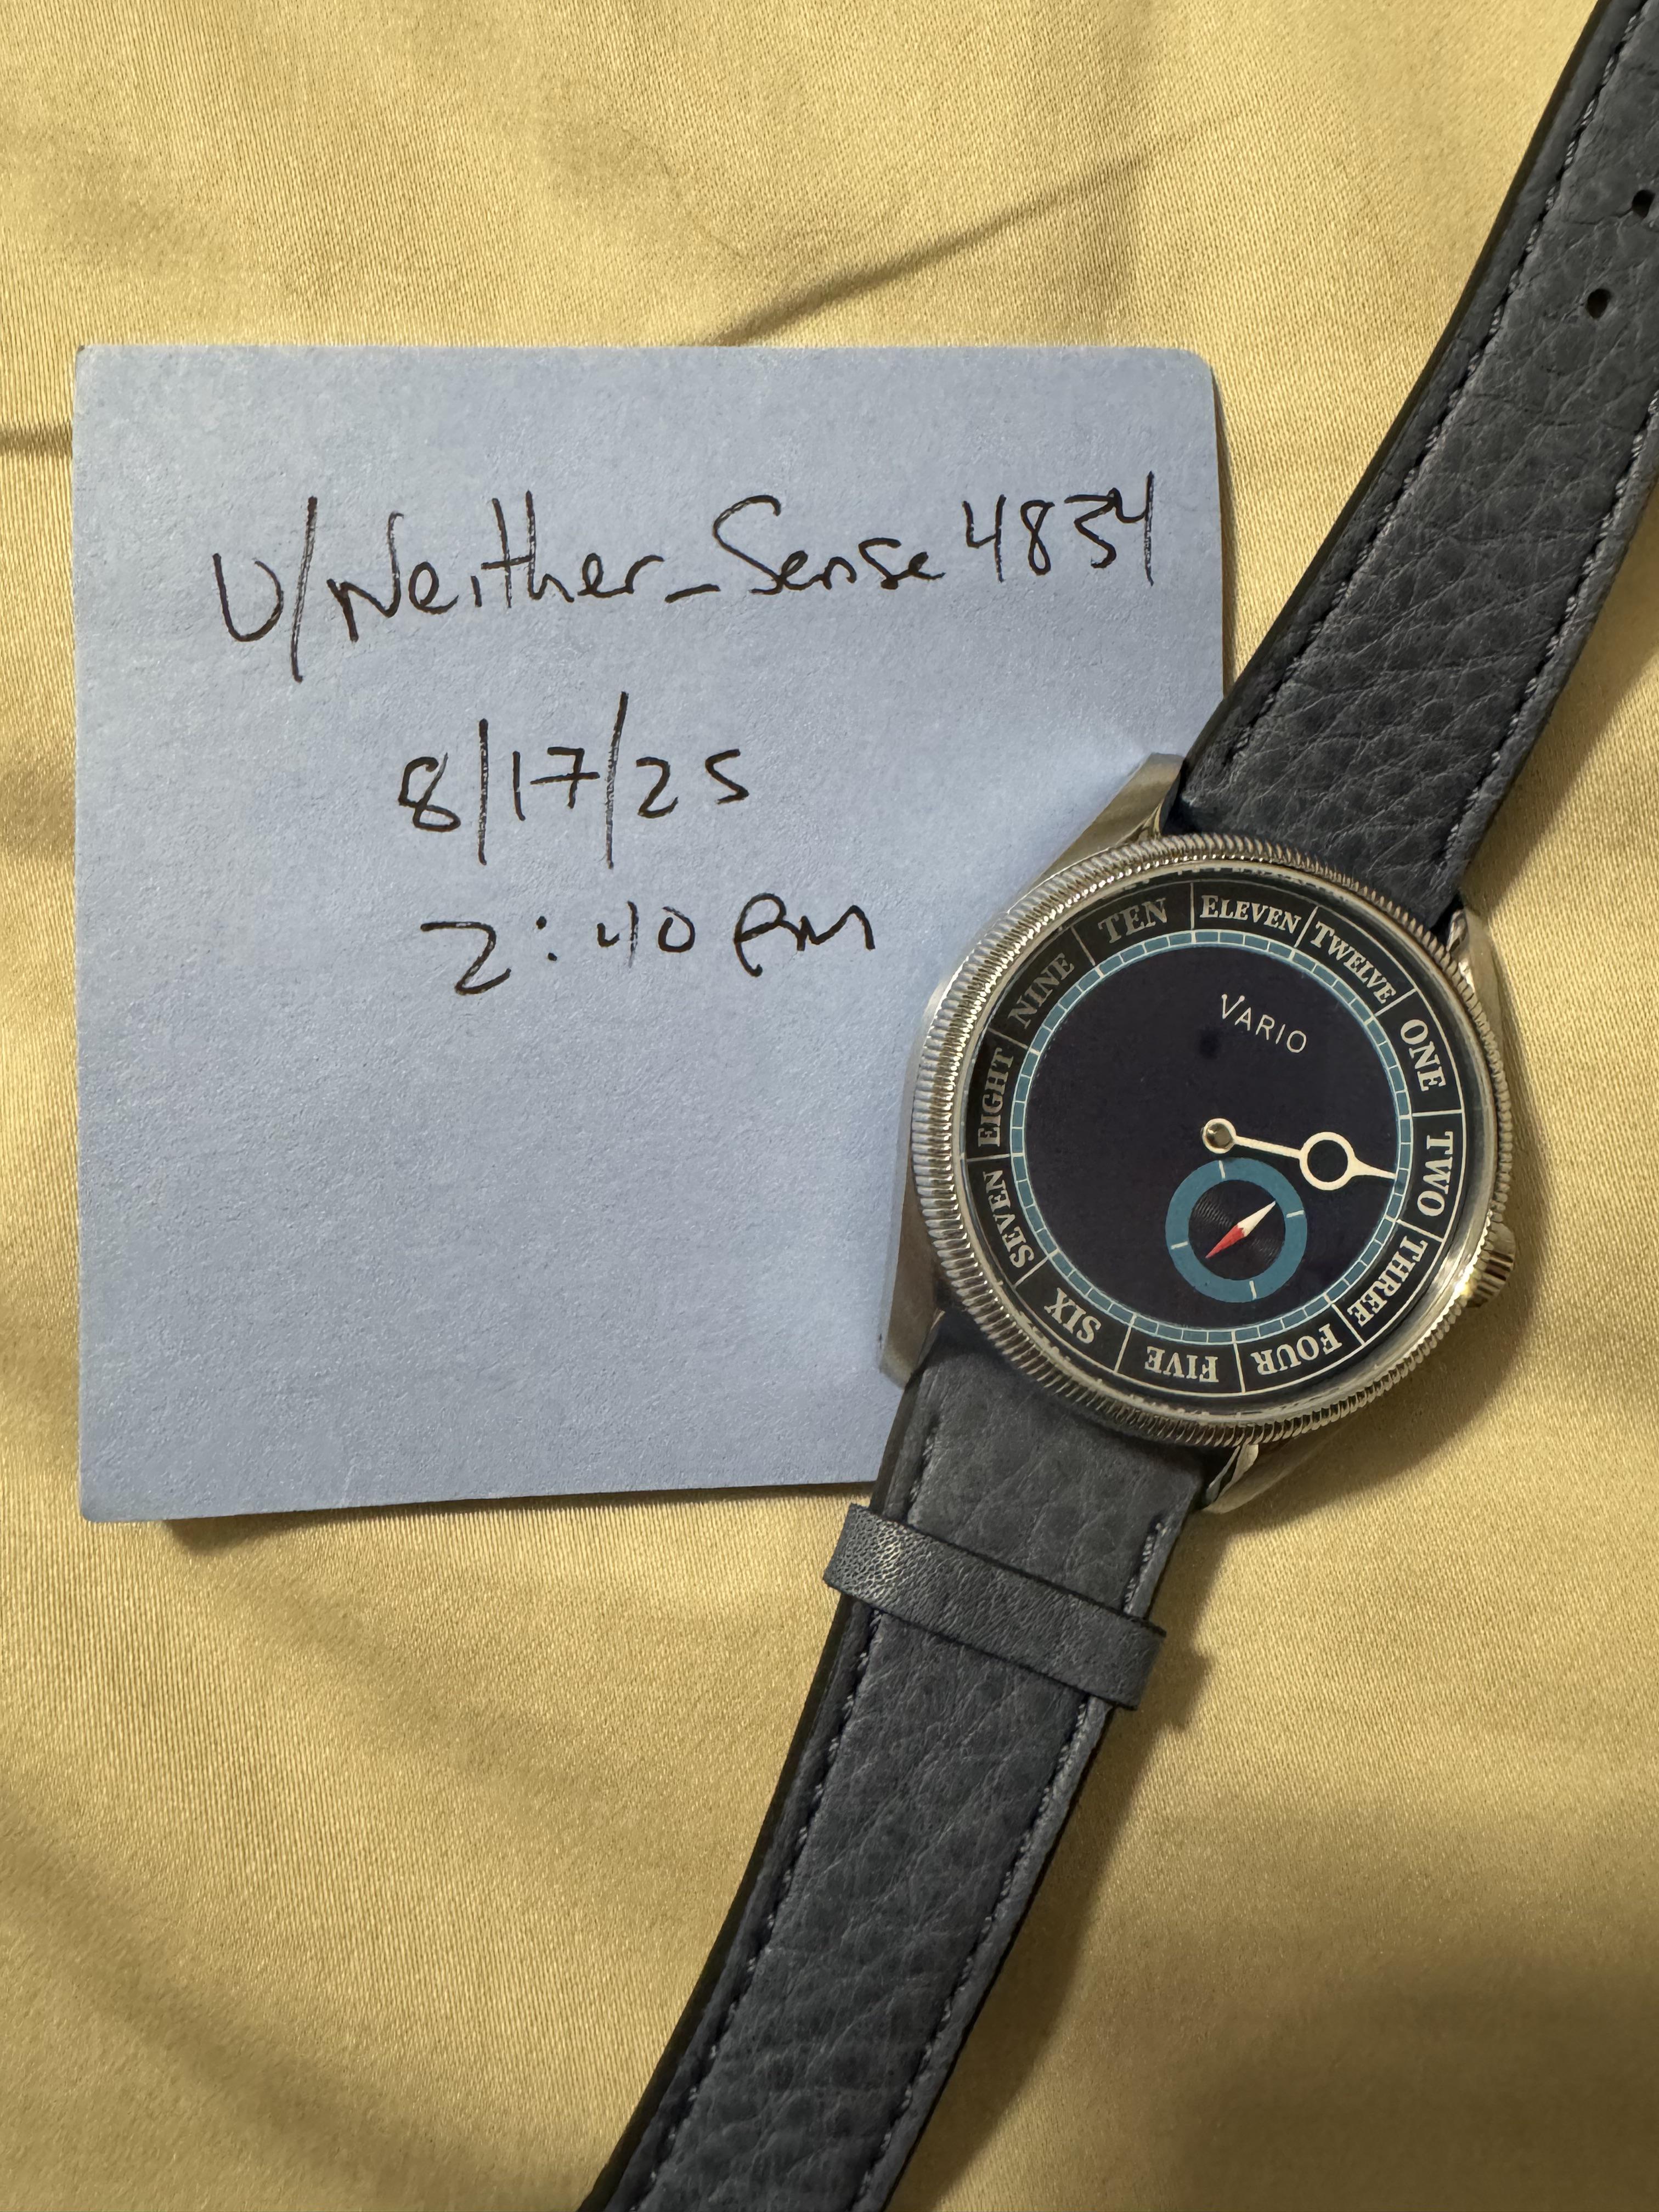 U/Neither_Sense4834
8/17/25
2:40 PM
VARIO
TWELVE
ONE
TWO
THREE
FOUR
FIVE
SIX
SEVEN
EIGHT
NINE
TEN
ELEVEN